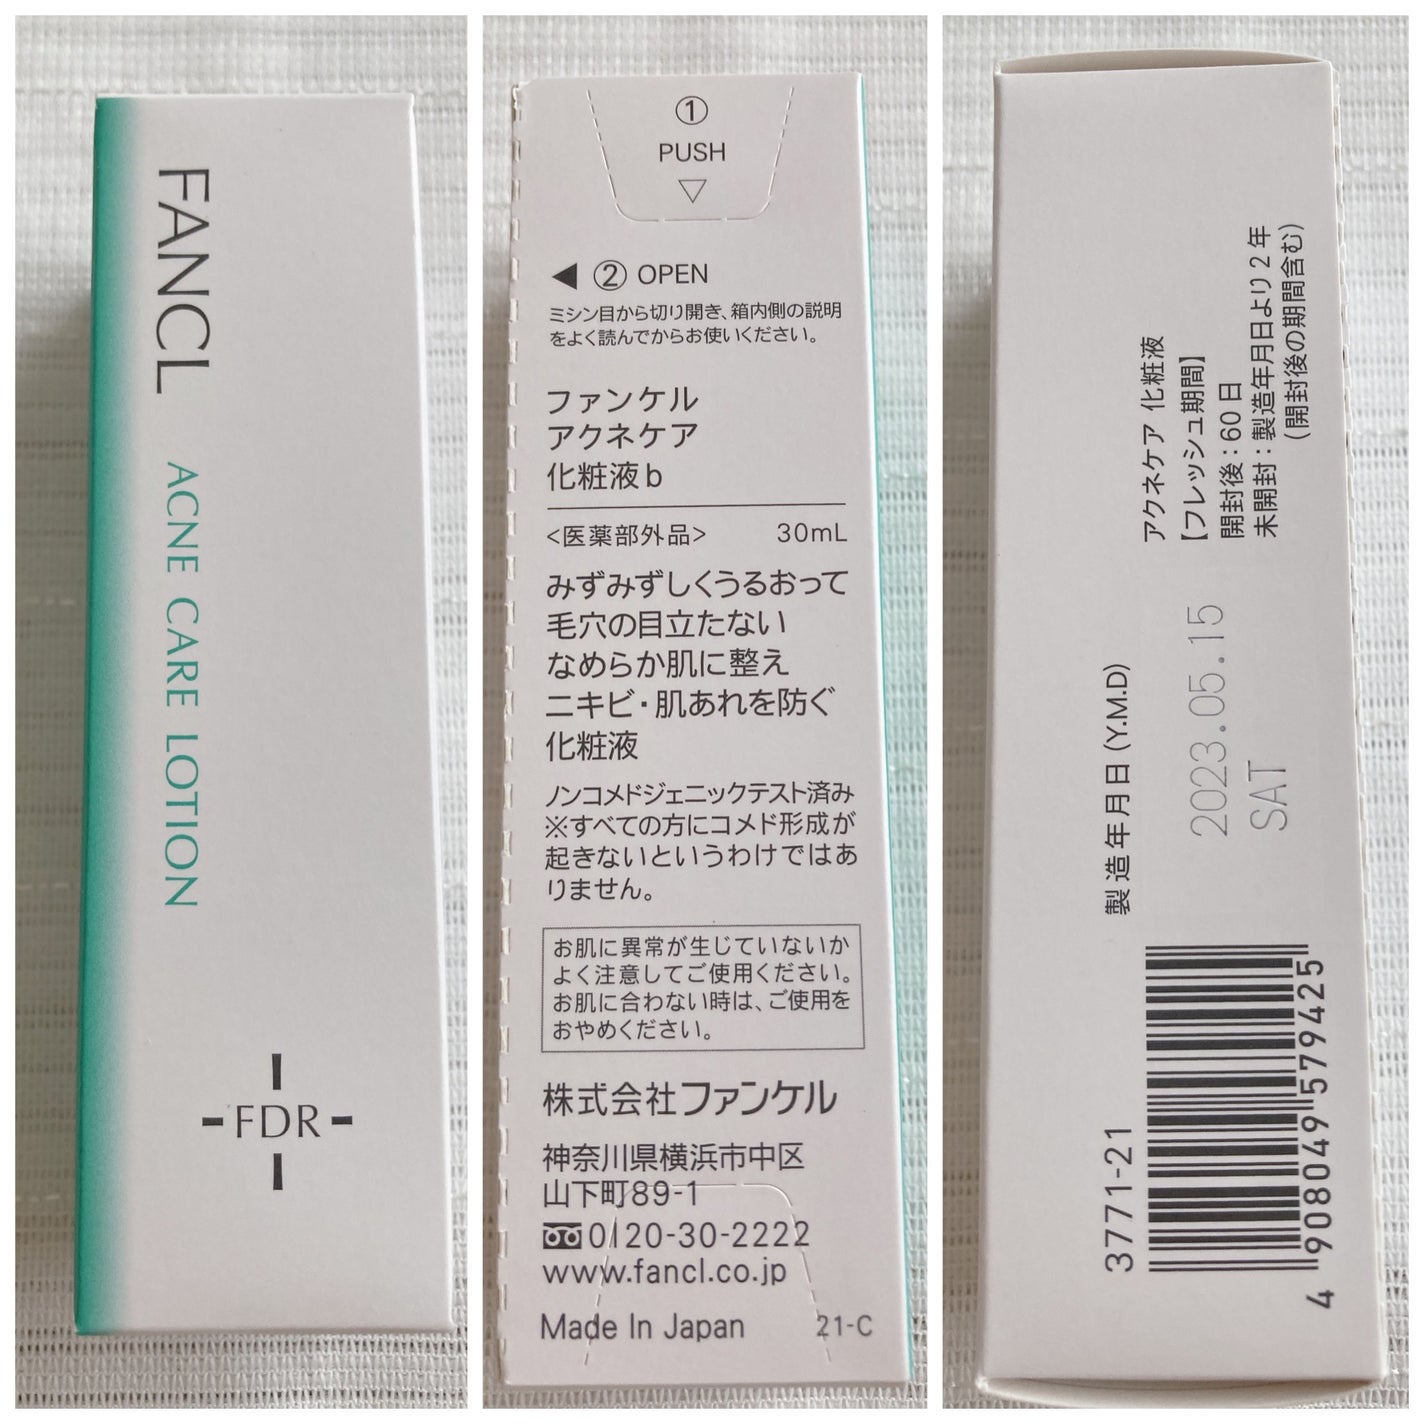 FANCL
ACNE CARE LOTION
FDR
①
PUSH
▽
◀ ② OPEN
ミシン目から切り開き、箱内側の説明
をよく読んでからお使いください。
ファンケル
アクネケア
化粧液b
<医薬部外品> 30mL
みずみずしくうるおって
毛穴の目立たない
なめらか肌に整え
ニキビ・肌あれを防ぐ
化粧液
ノンコメドジェニックテスト済み
※すべての方にコメド形成が
起きないというわけではあ
りません。
お肌に異常が生じていないか
よく注意してご使用ください。
お肌に合わない時は、ご使用を
おやめください。
株式会社ファンケル
神奈川県横浜市中区
山下町89-1
0120-30-2222
www.fancl.co.jp
Made In Japan 21-C
アクネケア 化粧液
【フレッシュ期間】
開封後：60日
未開封：製造年月日より2年
(開封後の期間含む)
製造年月日(Y.M.D)
2023.05.15
SAT
3771-21
4 908049 579425